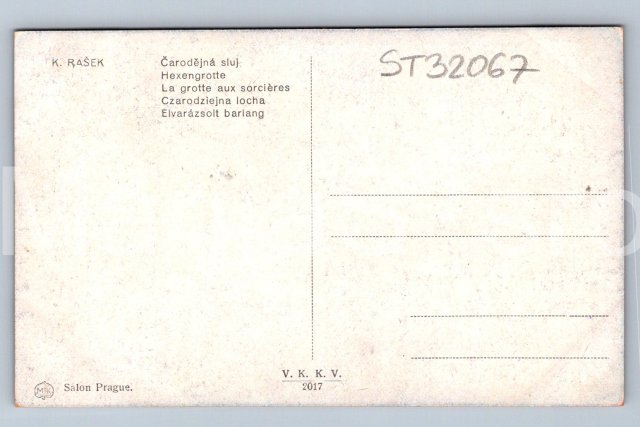 K. RAŠEK
Čarodějná sluj
Hexengrotte
La grotte aux sorcières
Czarodziejna locha
Elvarázsolt barlang
ST32067
V. K. K. V.
2017
Salon Prague.